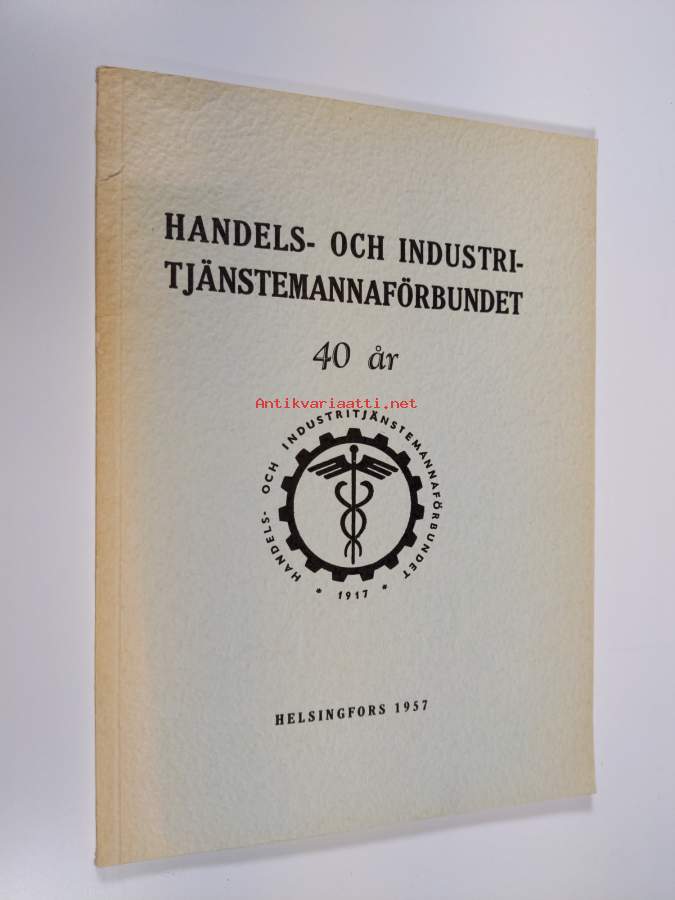 HANDELS- OCH INDUSTRI-
TJÄNSTEMANNAFÖRBUNDET
40 år
Antikvariaatti.net
HANDELS- OCH INDUSTRITJÄNSTEMANNAFÖRBUNDET
* 1917 *
HELSINGFORS 1957